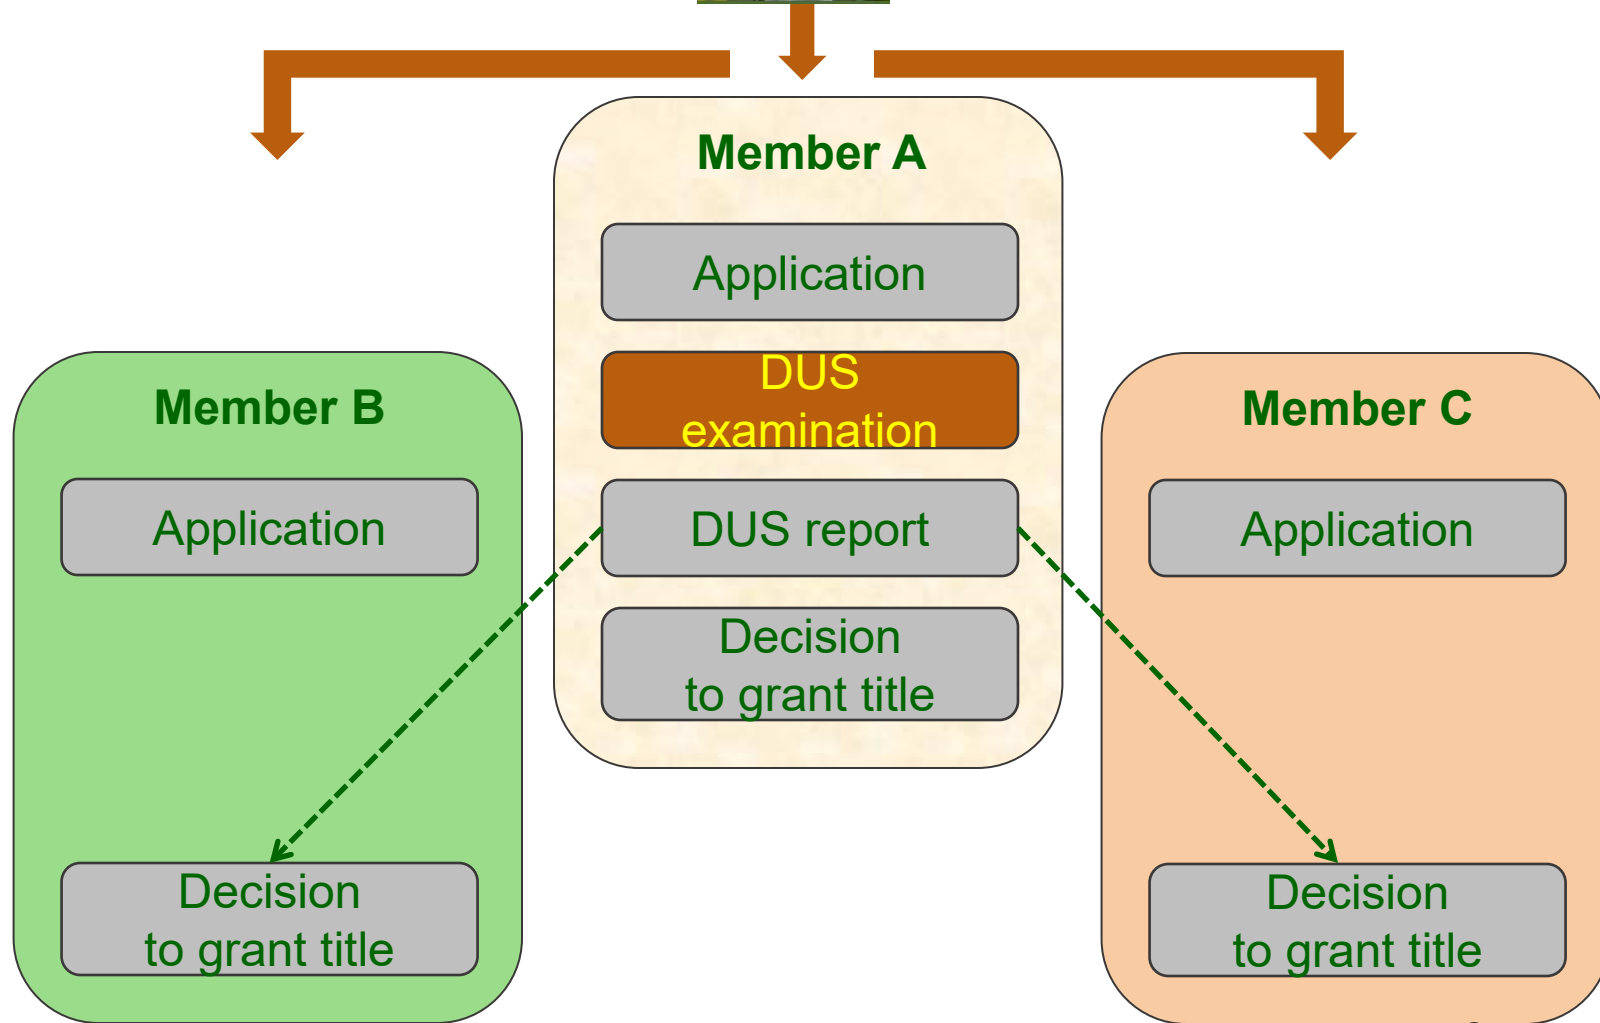 Member A
Application
DUS
examination
DUS report
Decision
to grant title
Member B
Application
Decision
to grant title
Member C
Application
Decision
to grant title